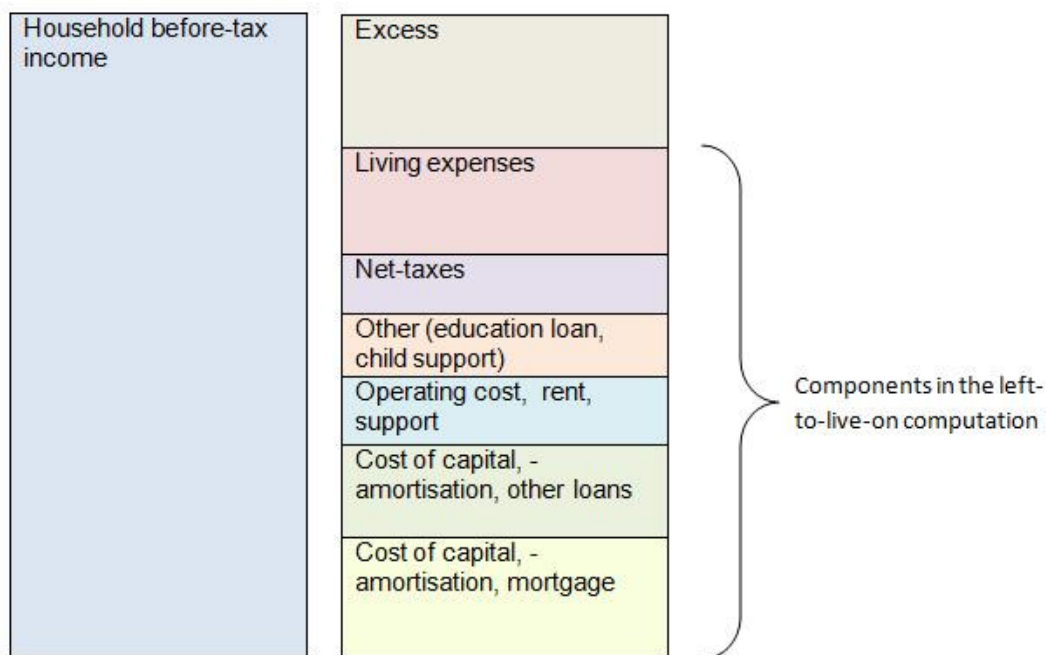 Household before-tax
income
Excess
Living expenses
Net-taxes
Other (education loan,
child support)
Operating cost,  rent,
support
Cost of capital, -
amortisation, other loans
Cost of capital, -
amortisation, mortgage
Components in the left-
to-live-on computation